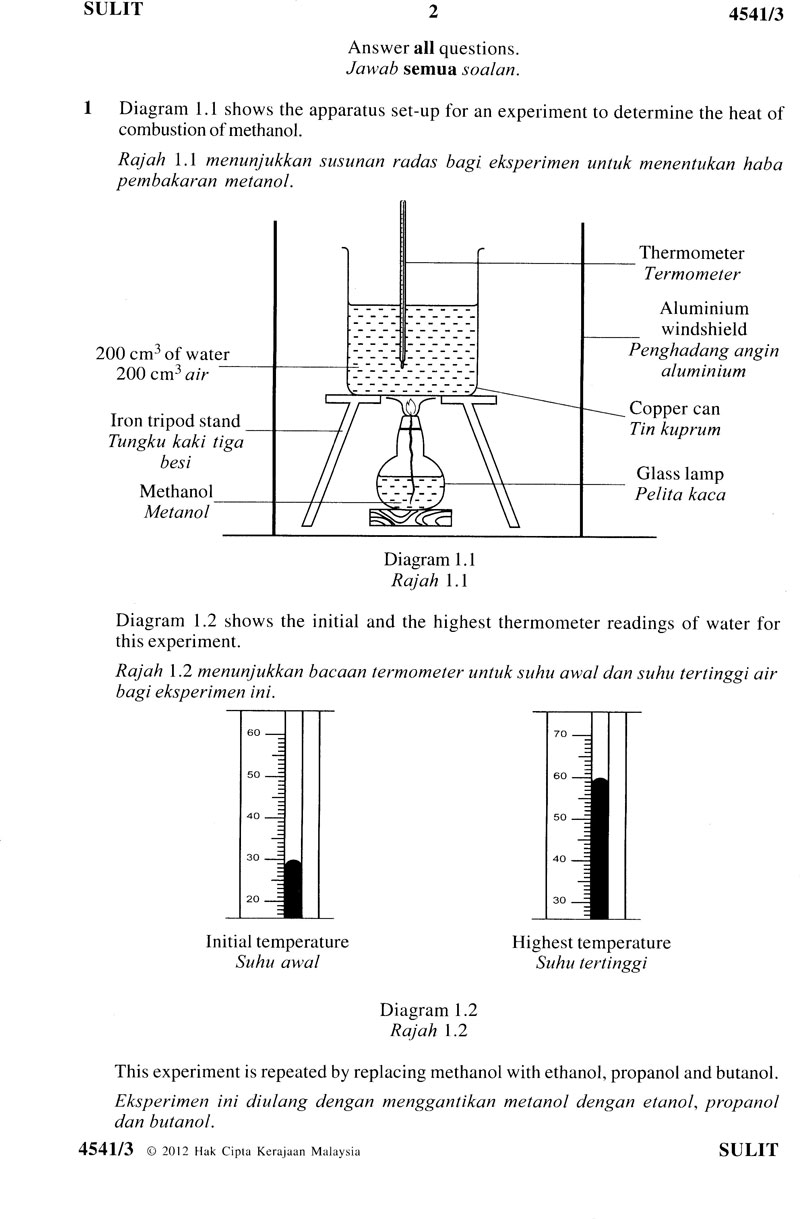 SULIT 2 4541/3
Answer all questions.
Jawab semua soalan.
1 Diagram 1.1 shows the apparatus set-up for an experiment to determine the heat of
combustion of methanol.
Rajah 1.1 menunjukkan susunan radas bagi eksperimen untuk menentukan haba
pembakaran metanol.
Thermometer
Termometer
Aluminium
windshield
Penghadang angin
aluminium
200 cm³ of water
200 cm³ air
Copper can
Tin kuprum
Iron tripod stand
Tungku kaki tiga
besi
Glass lamp
Pelita kaca
Methanol
Metanol
Diagram 1.1
Rajah 1.1
Diagram 1.2 shows the initial and the highest thermometer readings of water for
this experiment.
Rajah 1.2 menunjukkan bacaan termometer untuk suhu awal dan suhu tertinggi air
bagi eksperimen ini.
60
50
40
30
20
Initial temperature
Suhu awal
70
60
50
40
30
Highest temperature
Suhu tertinggi
Diagram 1.2
Rajah 1.2
This experiment is repeated by replacing methanol with ethanol, propanol and butanol.
Eksperimen ini diulang dengan menggantikan metanol dengan etanol, propanol
dan butanol.
4541/3 © 2012 Hak Cipta Kerajaan Malaysia SULIT